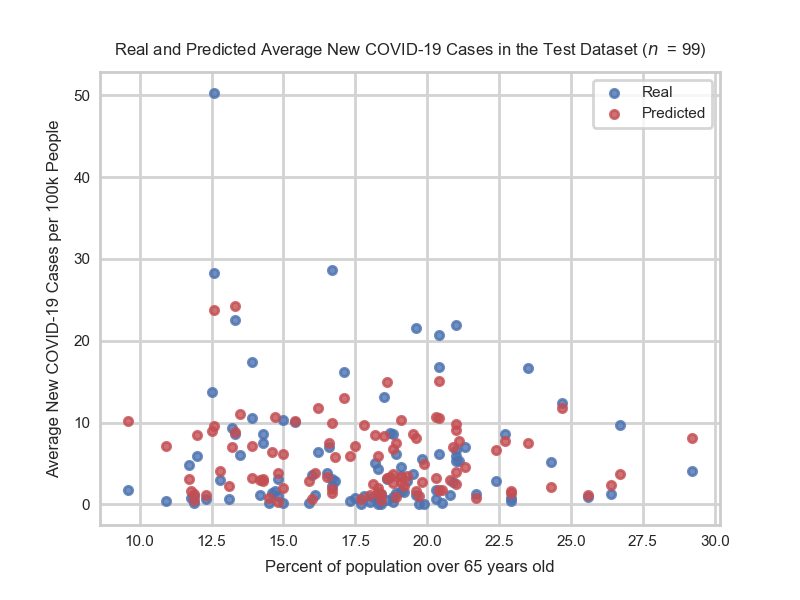 Real and Predicted Average New COVID-19 Cases in the Test Dataset (n = 99)
Real
Predicted
Average New COVID-19 Cases per 100k People
50
40
30
20
10
0
10.0 12.5 15.0 17.5 20.0 22.5 25.0 27.5 30.0
Percent of population over 65 years old